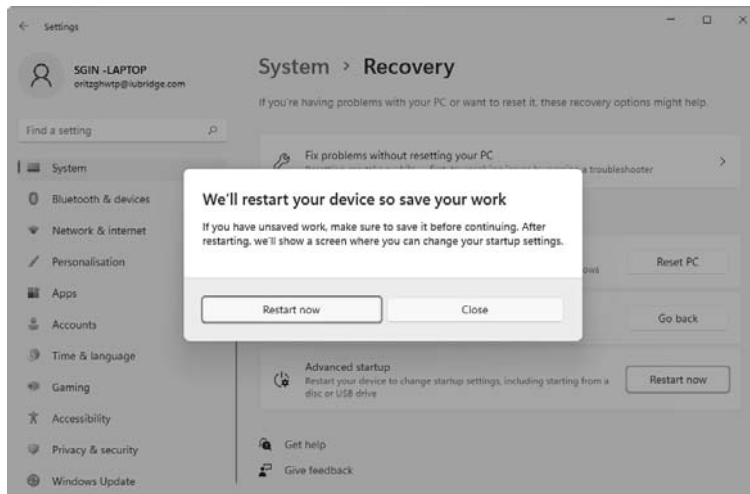 Settings
SGIN -LAPTOP
oritzghwtp@iubridge.com
Find a setting
System
Bluetooth & devices
Network & internet
Personalisation
Apps
Accounts
Time & language
Gaming
Accessibility
Privacy & security
Windows Update
System > Recovery
If you're having problems with your PC or want to reset it, these recovery options might help.
Fix problems without resetting your PC
a troubleshooter
We'll restart your device so save your work
If you have unsaved work, make sure to save it before continuing. After
restarting, we'll show a screen where you can change your startup settings.
Restart now
Close
Reset PC
Go back
Advanced startup
Restart your device to change startup settings, including starting from a
disc or USB drive
Restart now
Get help
Give feedback